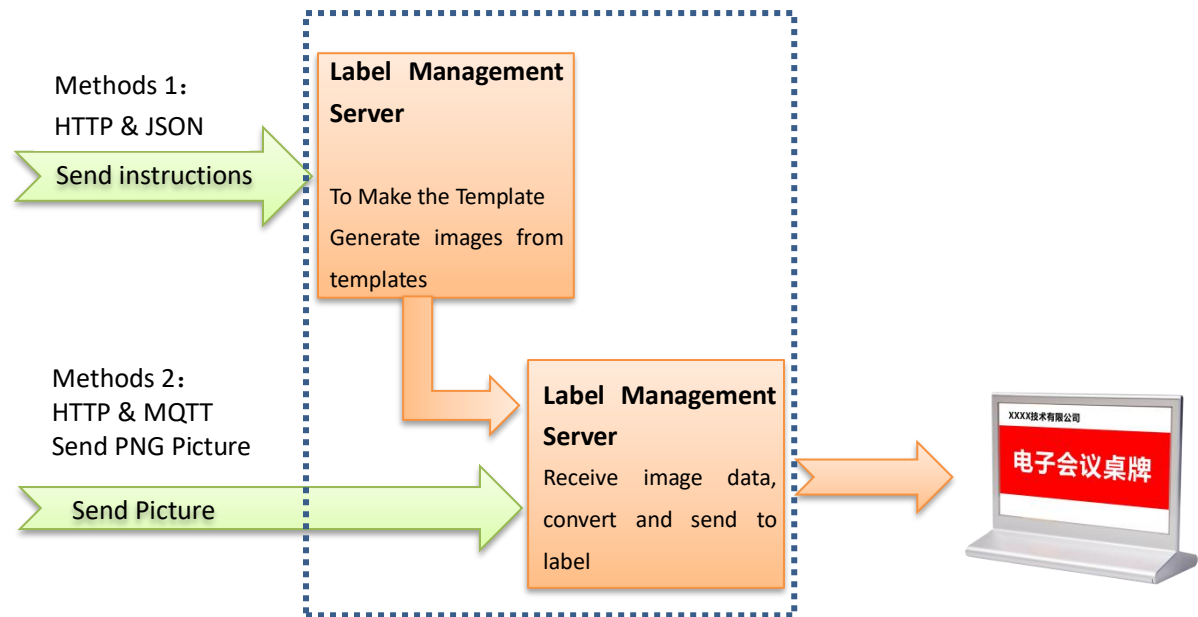 Methods 1：
HTTP & JSON
Send instructions
Label Management
Server
To Make the Template
Generate images from
templates
Methods 2：
HTTP & MQTT
Send PNG Picture
Send Picture
Label Management
Server
Receive image data,
convert and send to
label
XXXX技术有限公司
电子会议桌牌